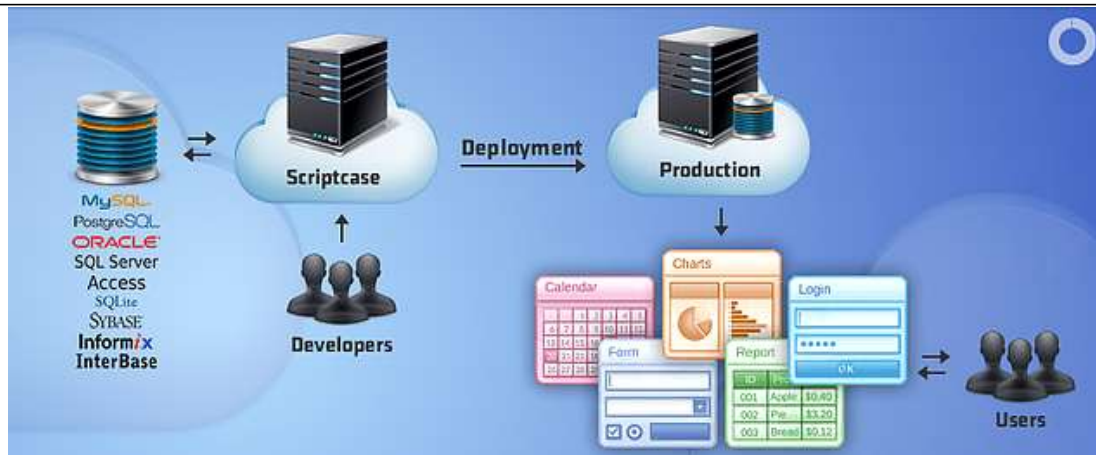 MySQL
PostgreSQL
ORACLE
SQL Server
Access
SQLite
SYBASE
Informix
InterBase
Scriptcase
Developers
Deployment
Production
Charts
Calendar
Login
OK
Form
Report
ID
001 Apple $0,40
002 Pie... $3,20
003 Bread $0,12
Users